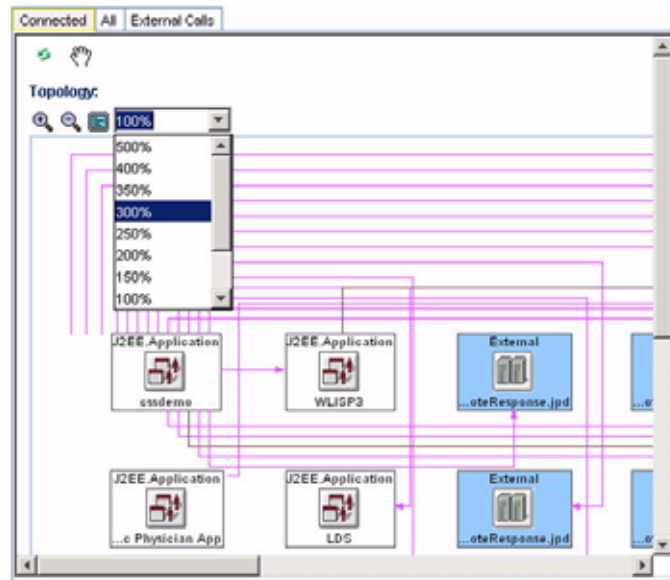 Connected All External Calls
Topology:
100%
500%
400%
350%
300%
250%
200%
150%
100%
J2EE.Application J2EE.Application External
cssdemo WLISP3 ...oteResponse.jpd
J2EE.Application J2EE.Application External
...c Physician App LDS ...oteResponse.jpd